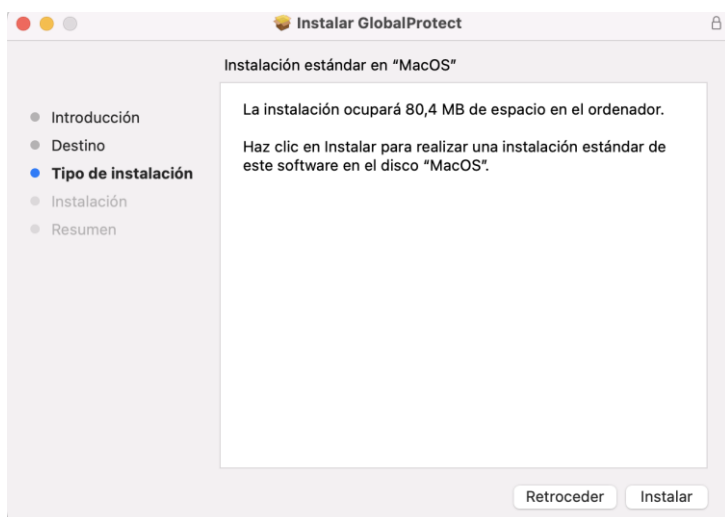 Instalar GlobalProtect
Instalación estándar en “MacOS”
Introducción
Destino
Tipo de instalación
Instalación
Resumen
La instalación ocupará 80,4 MB de espacio en el ordenador.
Haz clic en Instalar para realizar una instalación estándar de
este software en el disco “MacOS”.
Retroceder
Instalar